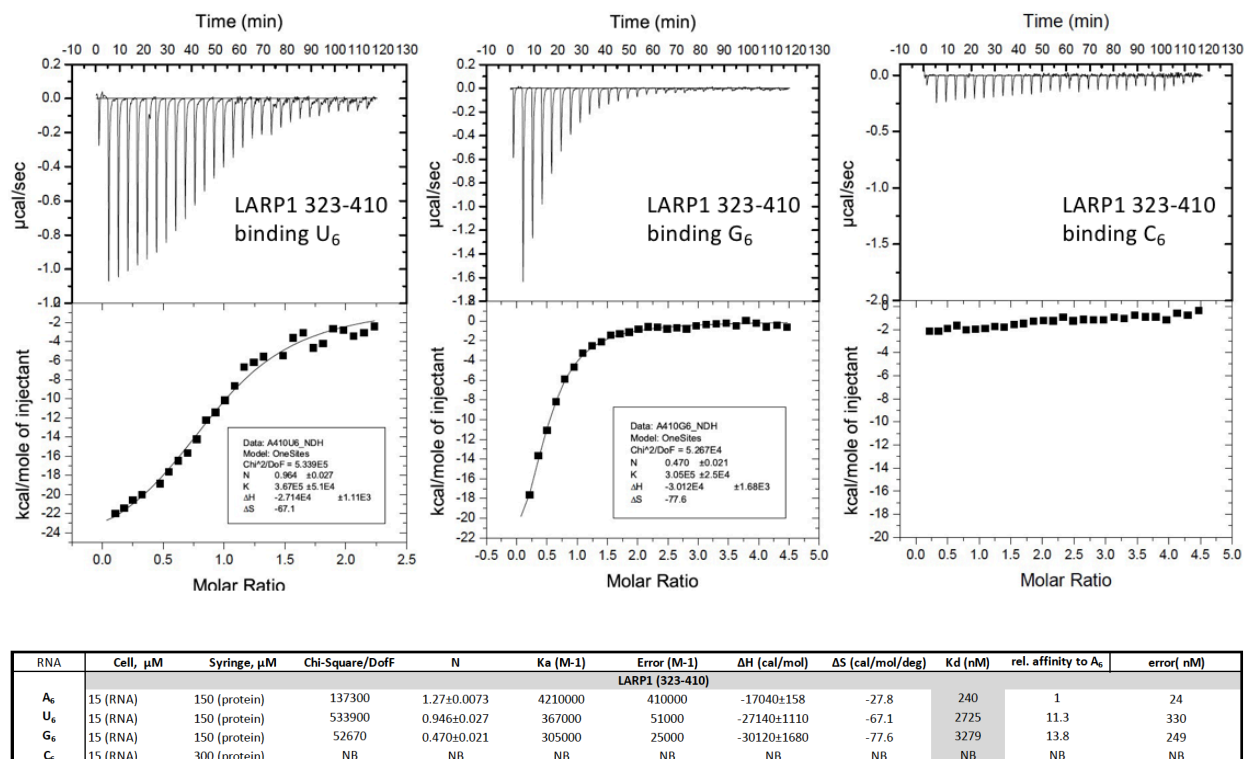 Time (min)
-10 0 10 20 30 40 50 60 70 80 90 100 110 120 130
0.2
0.0
-0.2
-0.4
-0.6
-0.8
-1.0
µcal/sec
LARP1 323-410
binding U6
-2
-4
-6
-8
-10
-12
-14
-16
-18
-20
-22
-24
kcal/mole of injectant
Data: A410U6_NDH
Model: OneSites
Chi^2/DoF = 5.339E5
N 0.964 ±0.027
K 3.67E5 ±5.1E4
ΔH -2.714E4 ±1.11E3
ΔS -67.1
0.0 0.5 1.0 1.5 2.0 2.5
Molar Ratio
Time (min)
-10 0 10 20 30 40 50 60 70 80 90 100 110 120 130
0.2
0.0
-0.2
-0.4
-0.6
-0.8
-1.0
-1.2
-1.4
-1.6
-1.8
µcal/sec
LARP1 323-410
binding G6
0
-2
-4
-6
-8
-10
-12
-14
-16
-18
-20
-22
kcal/mole of injectant
Data: A410G6_NDH
Model: OneSites
Chi^2/DoF = 5.267E4
N 0.470 ±0.021
K 3.05E5 ±2.5E4
ΔH -3.012E4 ±1.68E3
ΔS -77.6
-0.5 0.0 0.5 1.0 1.5 2.0 2.5 3.0 3.5 4.0 4.5 5.0
Molar Ratio
Time (min)
-10 0 10 20 30 40 50 60 70 80 90 100 110 120 130
0.0
-0.5
-1.0
-1.5
-2.0
µcal/sec
LARP1 323-410
binding C6
0
-2
-4
-6
-8
-10
-12
-14
-16
-18
-20
kcal/mole of injectant
0.0 0.5 1.0 1.5 2.0 2.5 3.0 3.5 4.0 4.5 5.0
Molar Ratio
RNA Cell, µM Syringe, µM Chi-Square/DofF N Ka (M-1) Error (M-1) ΔH (cal/mol) ΔS (cal/mol/deg) Kd (nM) rel. affinity to A6 error( nM)
LARP1 (323-410)
A6 15 (RNA) 150 (protein) 137300 1.27±0.0073 4210000 410000 -17040±158 -27.8 240 1 24
U6 15 (RNA) 150 (protein) 533900 0.946±0.027 367000 51000 -27140±1110 -67.1 2725 11.3 330
G6 15 (RNA) 150 (protein) 52670 0.470±0.021 305000 25000 -30120±1680 -77.6 3279 13.8 249
C6 15 (RNA) 300 (protein) NB NB NB NB NB NB NB NB NB